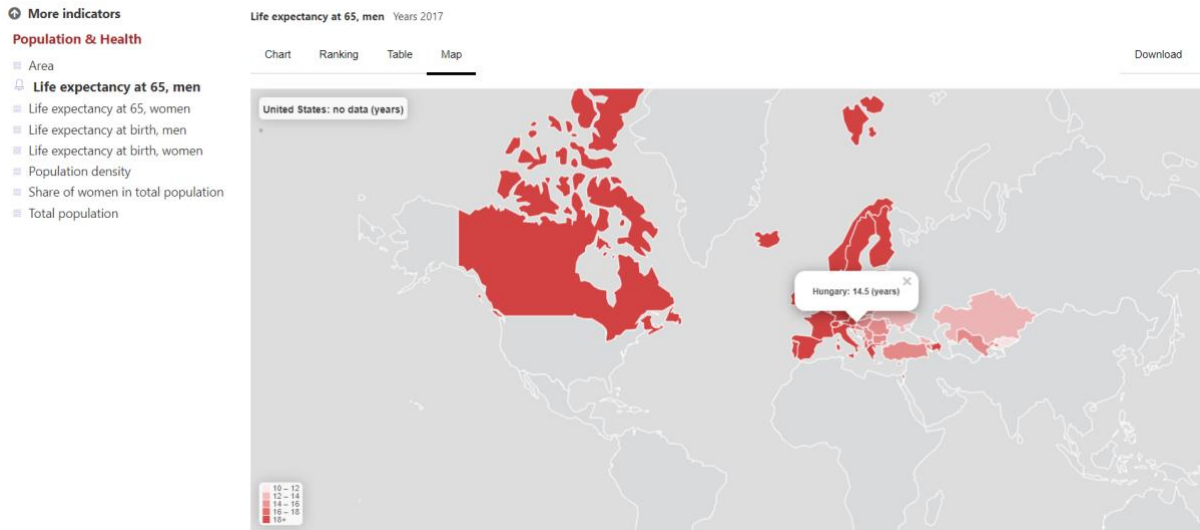 More indicators
Population & Health
Area
Life expectancy at 65, men
Life expectancy at 65, women
Life expectancy at birth, men
Life expectancy at birth, women
Population density
Share of women in total population
Total population
Life expectancy at 65, men Years 2017
Chart Ranking Table Map Download
United States: no data (years)
Hungary: 14.5 (years)
10 – 12
12 – 14
14 – 16
16 – 18
18+